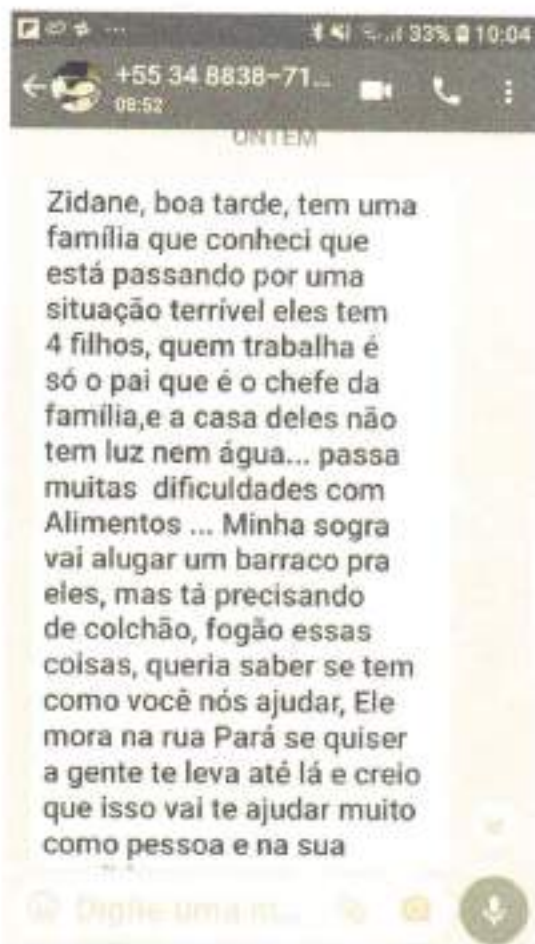 33% 10:04
+55 34 8838-71...
08:52
ONTEM
Zidane, boa tarde, tem uma
família que conheci que
está passando por uma
situação terrível eles tem
4 filhos, quem trabalha é
só o pai que é o chefe da
família,e a casa deles não
tem luz nem água... passa
muitas dificuldades com
Alimentos ... Minha sogra
vai alugar um barraco pra
eles, mas tá precisando
de colchão, fogão essas
coisas, queria saber se tem
como você nós ajudar, Ele
mora na rua Pará se quiser
a gente te leva até lá e creio
que isso vai te ajudar muito
como pessoa e na sua
Digite uma m...